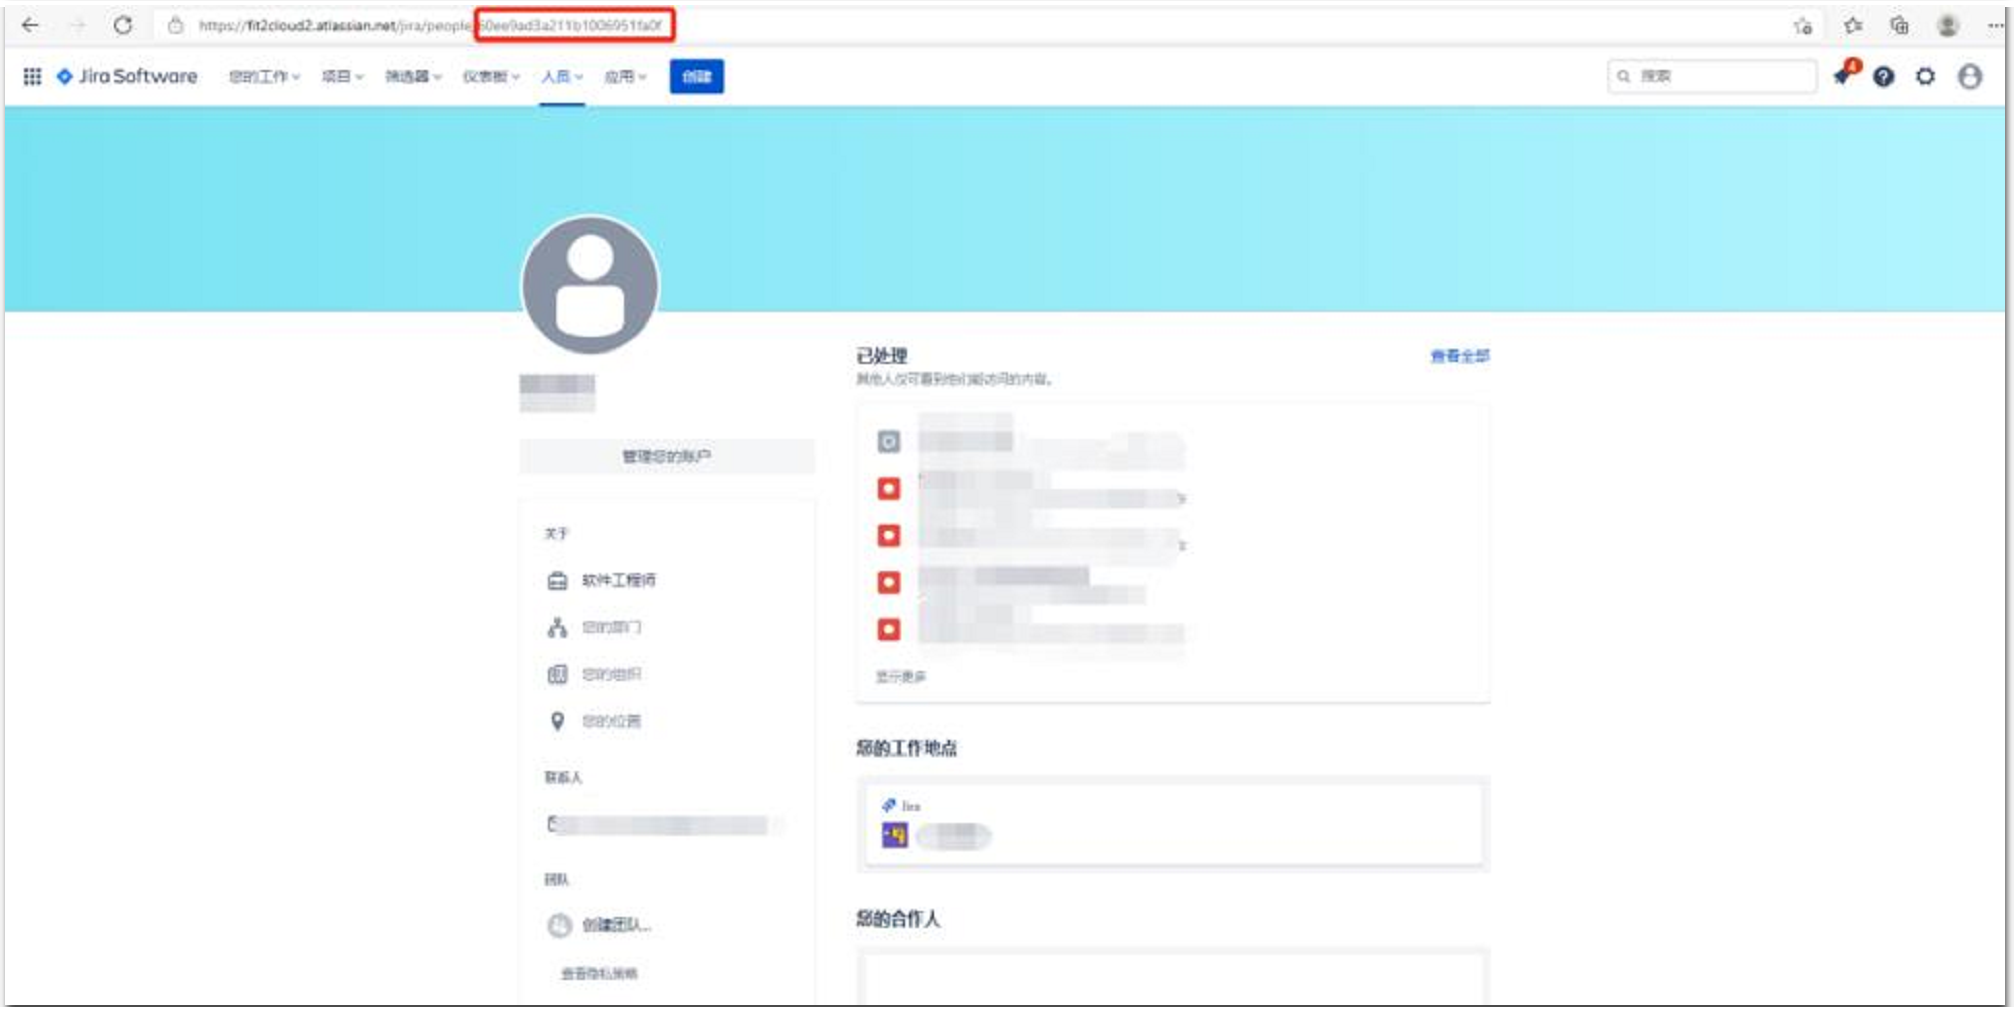 https://fit2cloud2.atlassian.net/jira/people/60ee9ad3a211b1006951fa0f
Jira Software 您的工作 项目 筛选器 仪表板 人员 应用 创建 搜索 4
已处理 查看全部
其他人仅可看到他们能访问的内容。
管理您的账户
关于
软件工程师
您的部门
您的组织
您的位置
显示更多
您的工作地点
联系人
Jira
团队
创建团队...
您的合作人
查看隐私策略